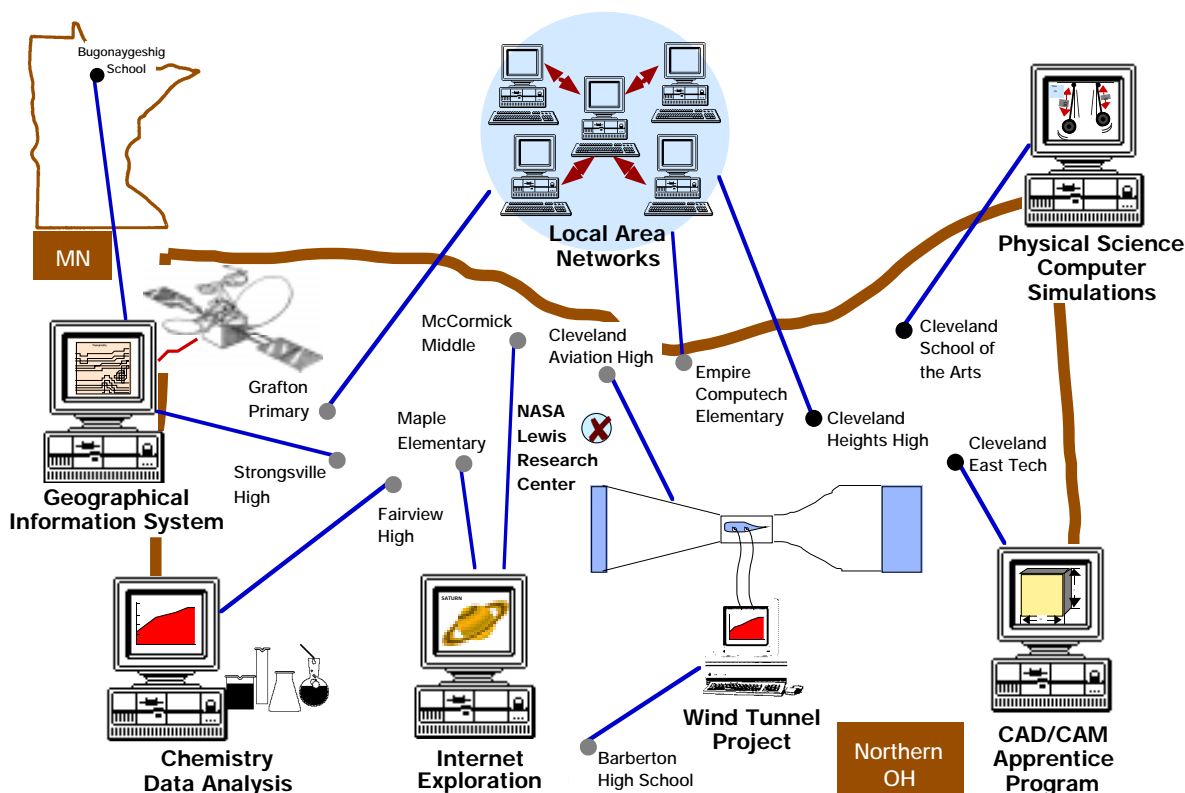 Bugonaygeshig
School
MN
Local Area
Networks
Physical Science
Computer
Simulations
McCormick
Middle
Cleveland
Aviation High
Empire
Computech
Elementary
Cleveland
School of
the Arts
Grafton
Primary
Maple
Elementary
NASA
Lewis
Research
Center
Cleveland
Heights High
Cleveland
East Tech
Strongsville
High
Fairview
High
Geographical
Information System
SATURN
Chemistry
Data Analysis
Internet
Exploration
Wind Tunnel
Project
Barberton
High School
Northern
OH
CAD/CAM
Apprentice
Program